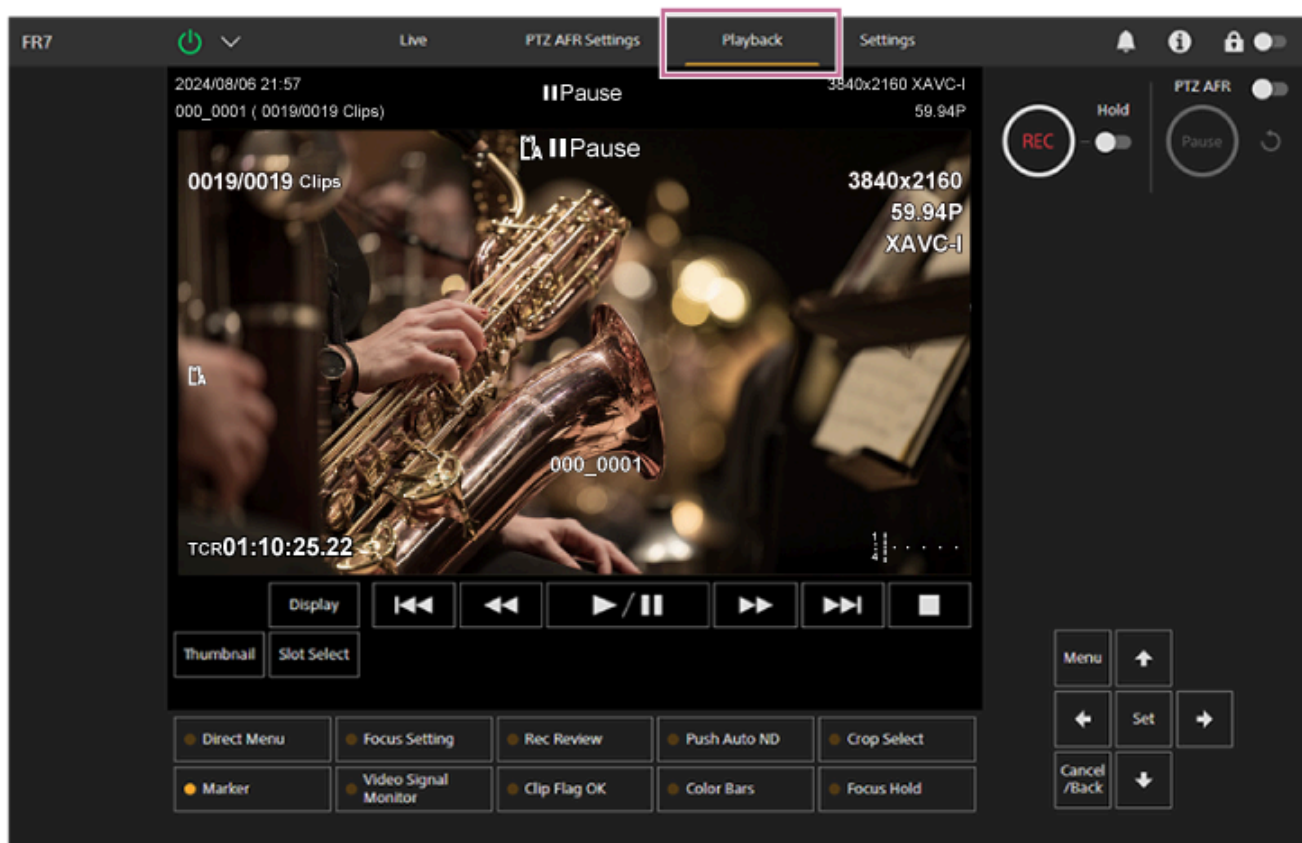 FR7
Live
PTZ AFR Settings
Playback
Settings
2024/08/06 21:57
Pause
3840x2160 XAVC-I
000_0001 ( 0019/0019 Clips)
59.94P
PTZ AFR
Hold
REC
Pause
A Pause
0019/0019 Clips
3840x2160
59.94P
XAVC-I
A
000_0001
TCR01:10:25.22
Display
Thumbnail
Slot Select
Menu
Set
Cancel
/Back
Direct Menu
Focus Setting
Rec Review
Push Auto ND
Crop Select
Marker
Video Signal
Monitor
Clip Flag OK
Color Bars
Focus Hold